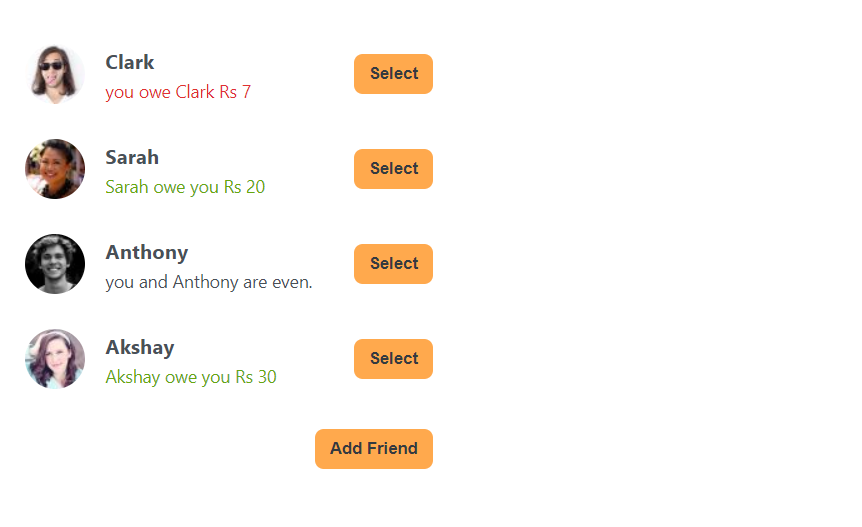 Clark
you owe Clark Rs 7
Select
Sarah
Sarah owe you Rs 20
Select
Anthony
you and Anthony are even.
Select
Akshay
Akshay owe you Rs 30
Select
Add Friend